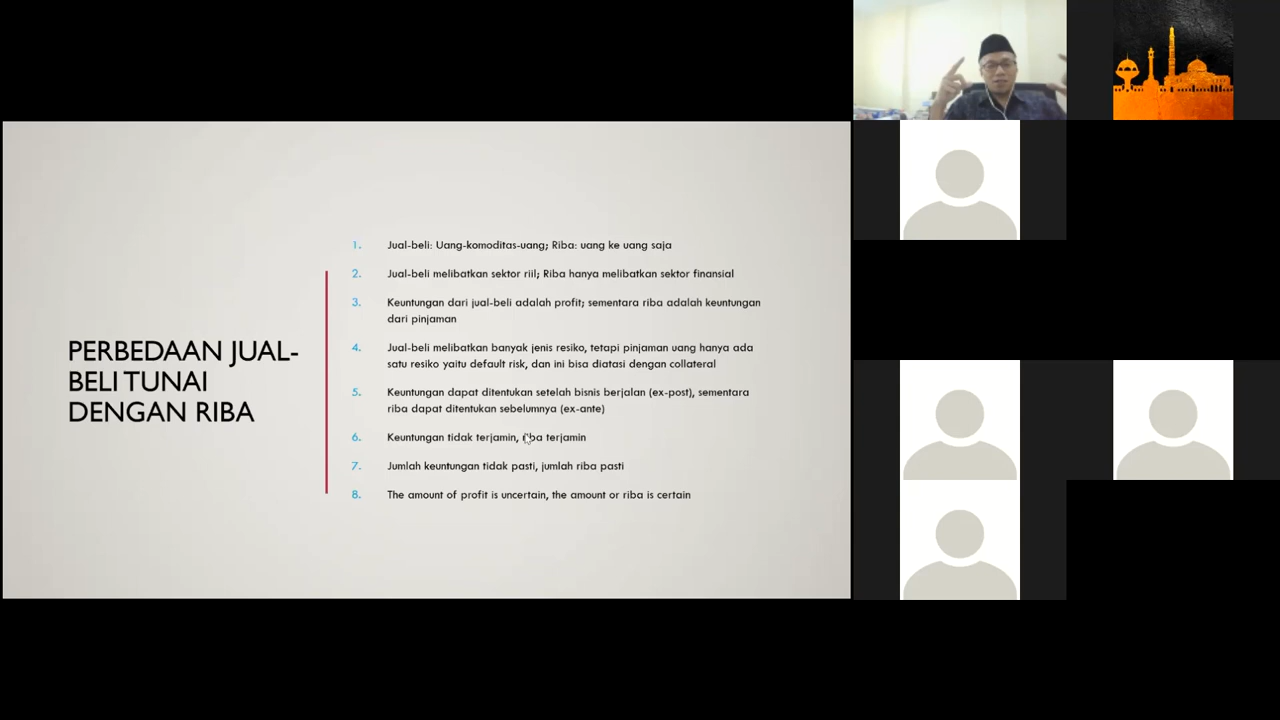 PERBEDAAN JUAL-
BELI TUNAI
DENGAN RIBA
1. Jual-beli: Uang-komoditas-uang; Riba: uang ke uang saja
2. Jual-beli melibatkan sektor riil; Riba hanya melibatkan sektor finansial
3. Keuntungan dari jual-beli adalah profit; sementara riba adalah keuntungan
dari pinjaman
4. Jual-beli melibatkan banyak jenis resiko, tetapi pinjaman uang hanya ada
satu resiko yaitu default risk, dan ini bisa diatasi dengan collateral
5. Keuntungan dapat ditentukan setelah bisnis berjalan (ex-post), sementara
riba dapat ditentukan sebelumnya (ex-ante)
6. Keuntungan tidak terjamin, riba terjamin
7. Jumlah keuntungan tidak pasti, jumlah riba pasti
8. The amount of profit is uncertain, the amount or riba is certain